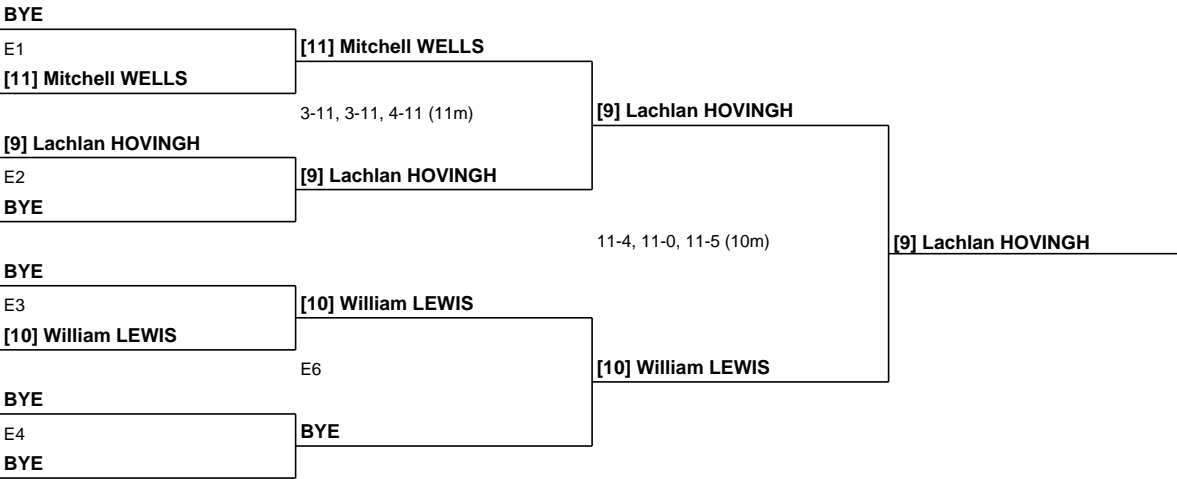 BYE
E1
[11] Mitchell WELLS
[9] Lachlan HOVINGH
E2
BYE
BYE
E3
[10] William LEWIS
BYE
E4
BYE
[11] Mitchell WELLS
3-11, 3-11, 4-11 (11m)
[9] Lachlan HOVINGH
[10] William LEWIS
E6
BYE
[9] Lachlan HOVINGH
11-4, 11-0, 11-5 (10m)
[10] William LEWIS
[9] Lachlan HOVINGH